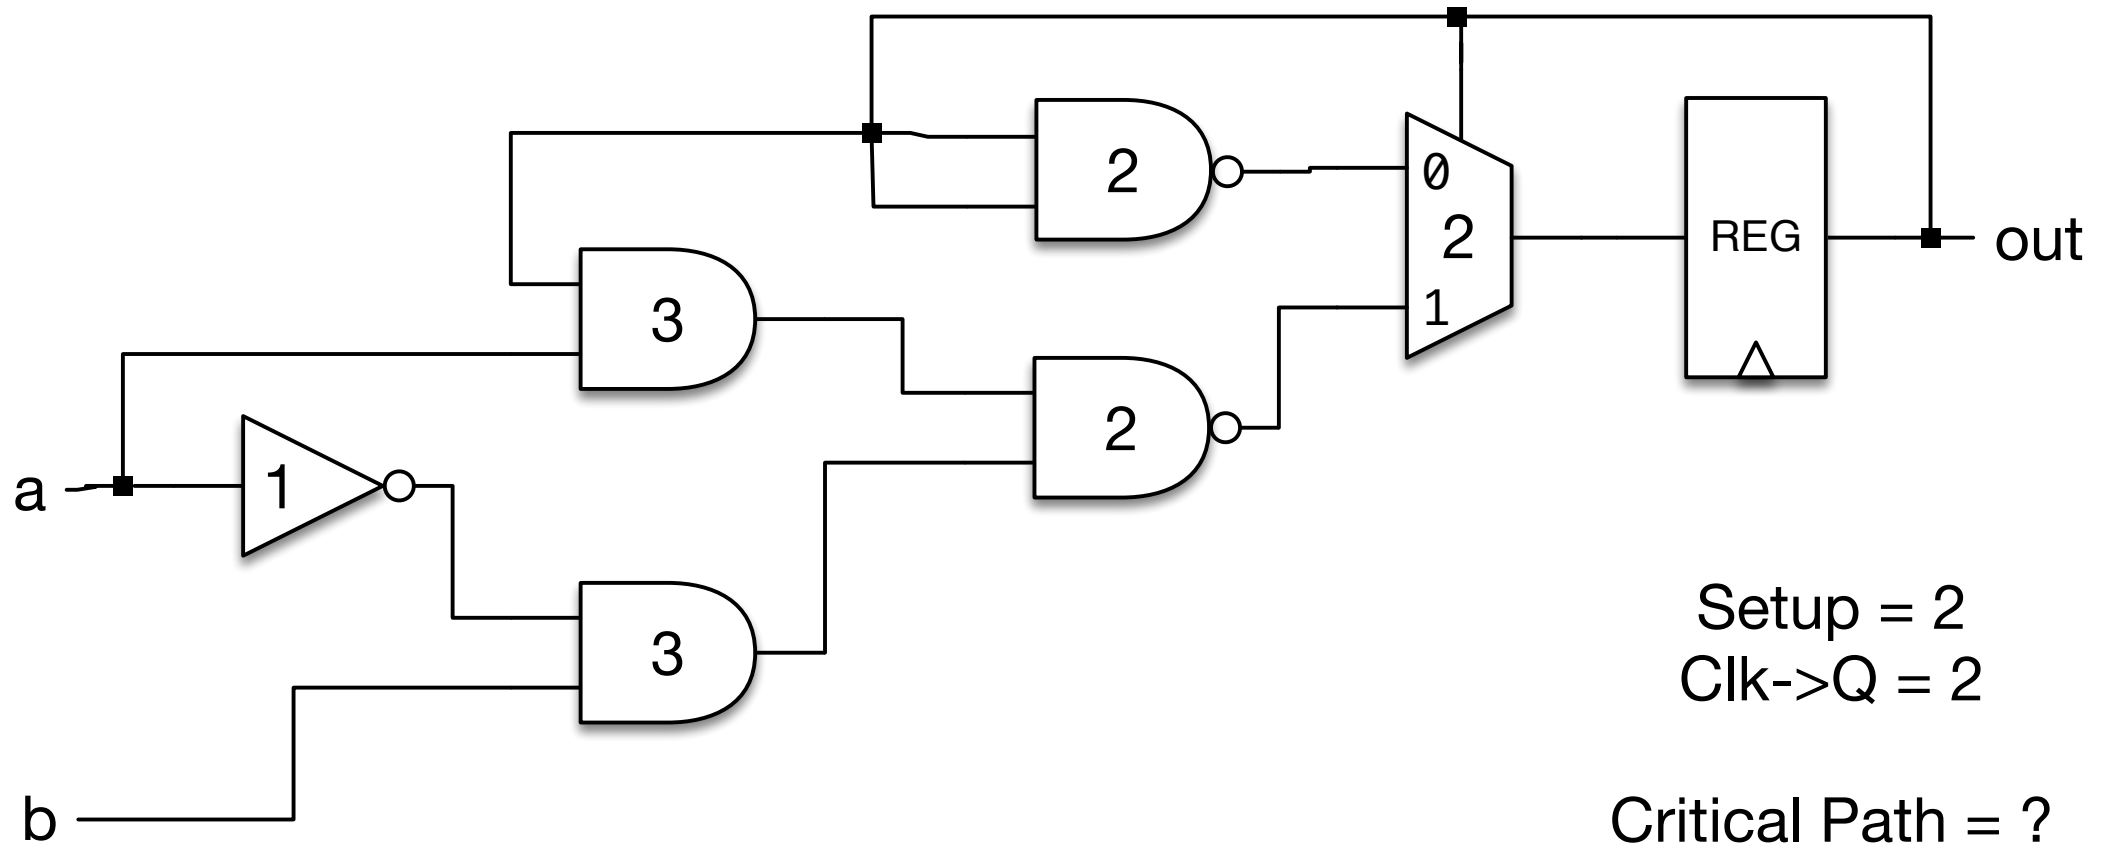 2
0
2
REG
out
1
3
2
a
1
3
b
Setup = 2
Clk->Q = 2
Critical Path = ?